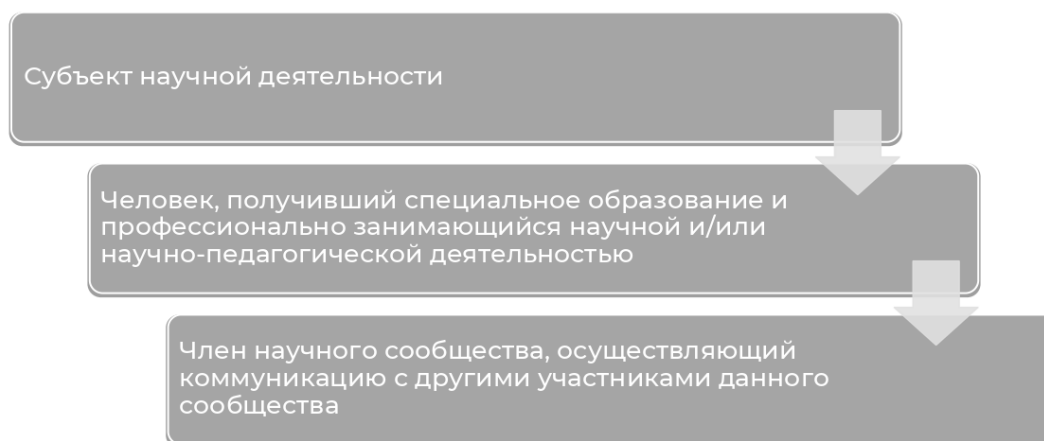 Субъект научной деятельности
Человек, получивший специальное образование и
профессионально занимающийся научной и/или
научно-педагогической деятельностью
Член научного сообщества, осуществляющий
коммуникацию с другими участниками данного
сообщества